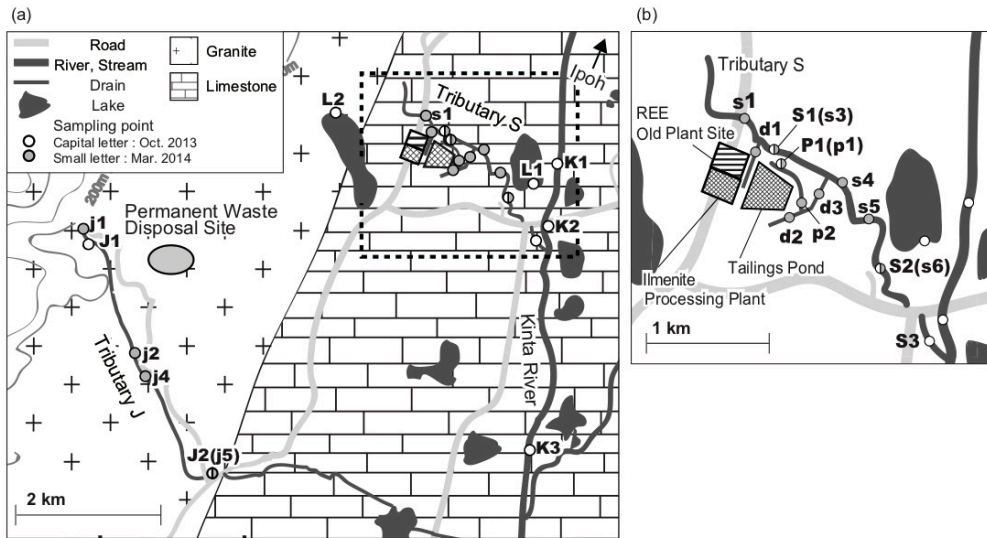 (a)
Road
River, Stream
Drain
Lake
Sampling point
Capital letter : Oct. 2013
Small letter : Mar. 2014
Granite
Limestone
Ipoh
L2
Tributary S
s1
L1
K1
K2
200m
j1
J1
Permanent Waste
Disposal Site
j2
j4
Tributary J
Kinta River
K3
J2(j5)
2 km
(b)
Tributary S
s1
S1(s3)
REE
Old Plant Site
d1
P1(p1)
s4
d3
s5
d2
p2
S2(s6)
Tailings Pond
Ilmenite
Processing Plant
1 km
S3